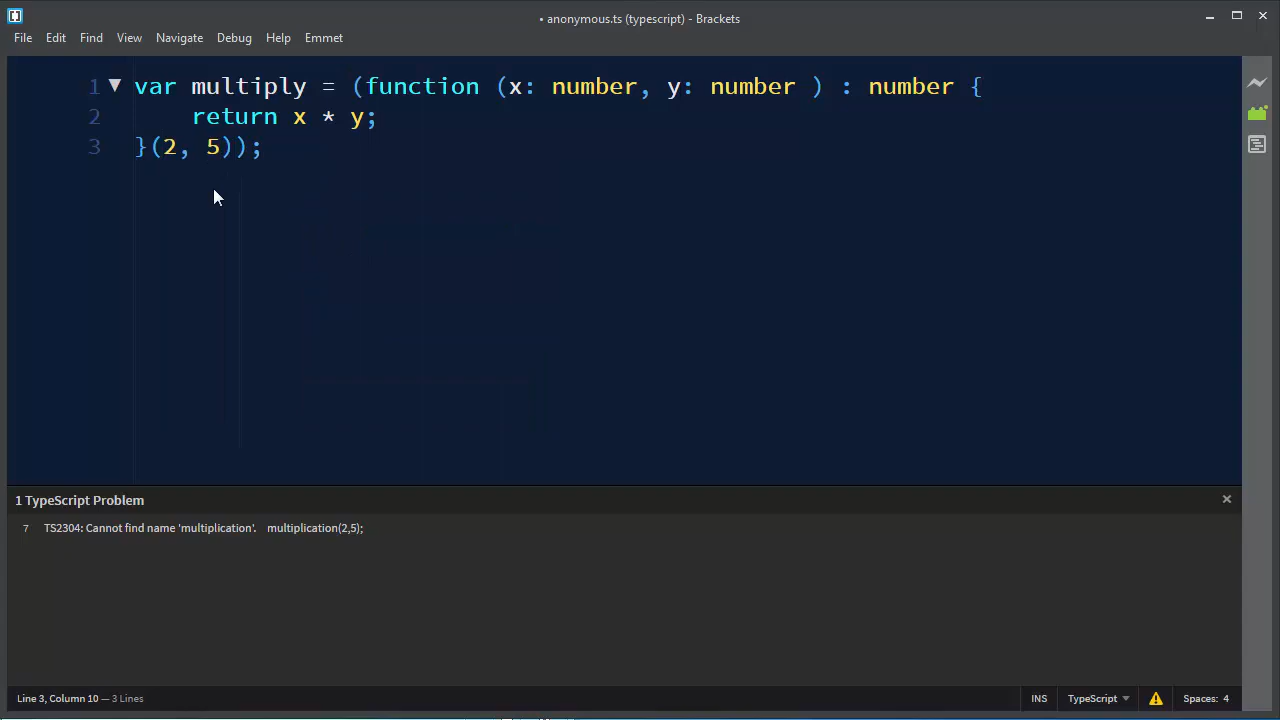 • anonymous.ts (typescript) - Brackets
File Edit Find View Navigate Debug Help Emmet
1 var multiply = (function (x: number, y: number ) : number {
2 return x * y;
3 }(2, 5));
1 TypeScript Problem
7 TS2304: Cannot find name 'multiplication'. multiplication(2,5);
Line 3, Column 10 — 3 Lines INS TypeScript Spaces: 4